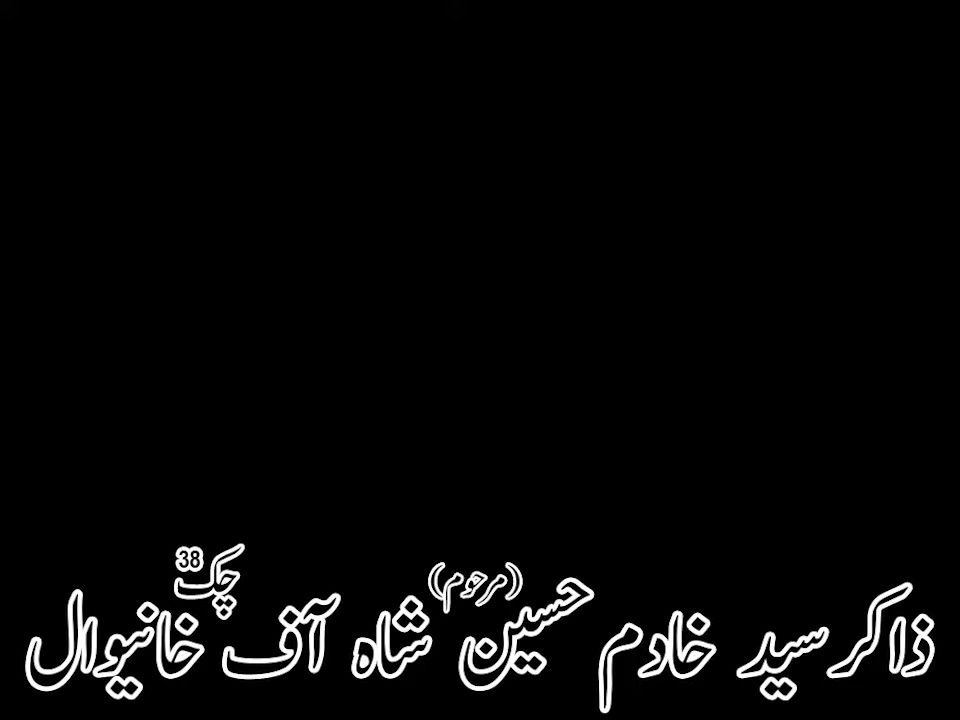 ذاکر سید خادم حسین (مرحوم) شاہ آف چک 38 خانیوال